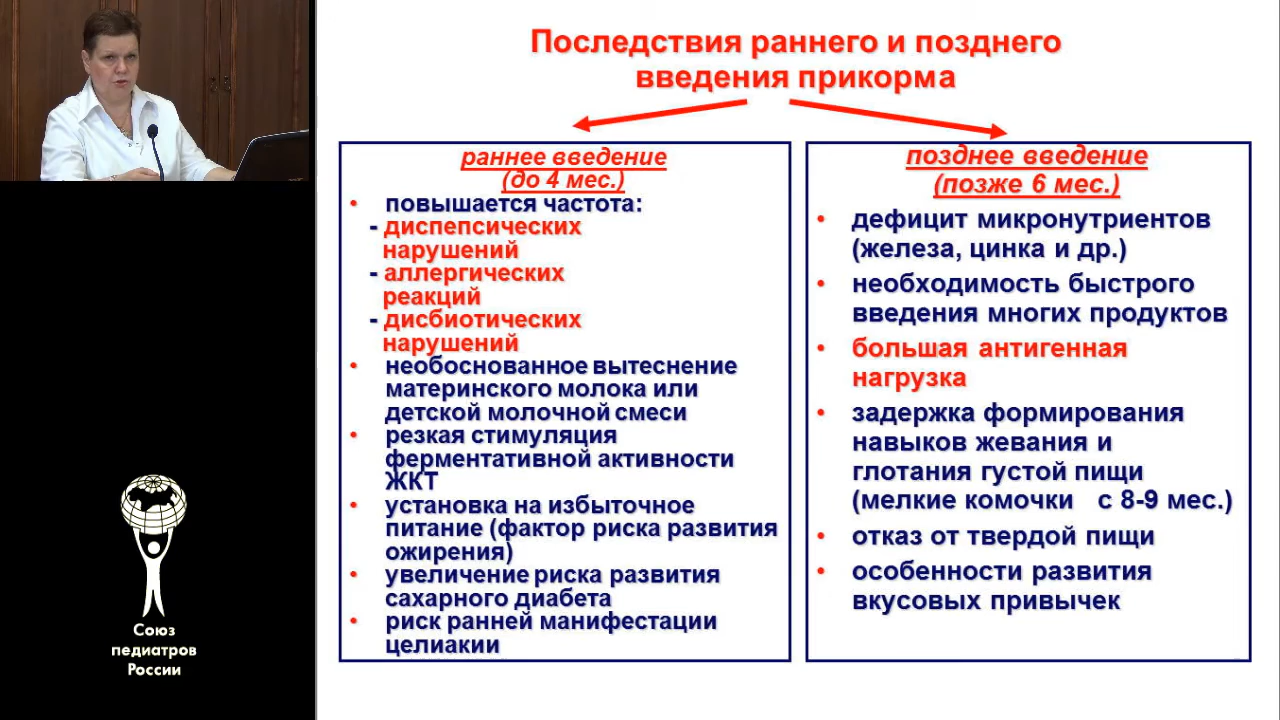 Последствия раннего и позднего
введения прикорма
раннее введение
(до 4 мес.)
• повышается частота:
- диспепсических
нарушений
- аллергических
реакций
- дисбиотических
нарушений
• необоснованное вытеснение
материнского молока или
детской молочной смеси
• резкая стимуляция
ферментативной активности
ЖКТ
• установка на избыточное
питание (фактор риска развития
ожирения)
• увеличение риска развития
сахарного диабета
• риск ранней манифестации
целиакии
позднее введение
(позже 6 мес.)
• дефицит микронутриентов
(железа, цинка и др.)
• необходимость быстрого
введения многих продуктов
• большая антигенная
нагрузка
• задержка формирования
навыков жевания и
глотания густой пищи
(мелкие комочки с 8-9 мес.)
• отказ от твердой пищи
• особенности развития
вкусовых привычек
Союз
педиатров
России